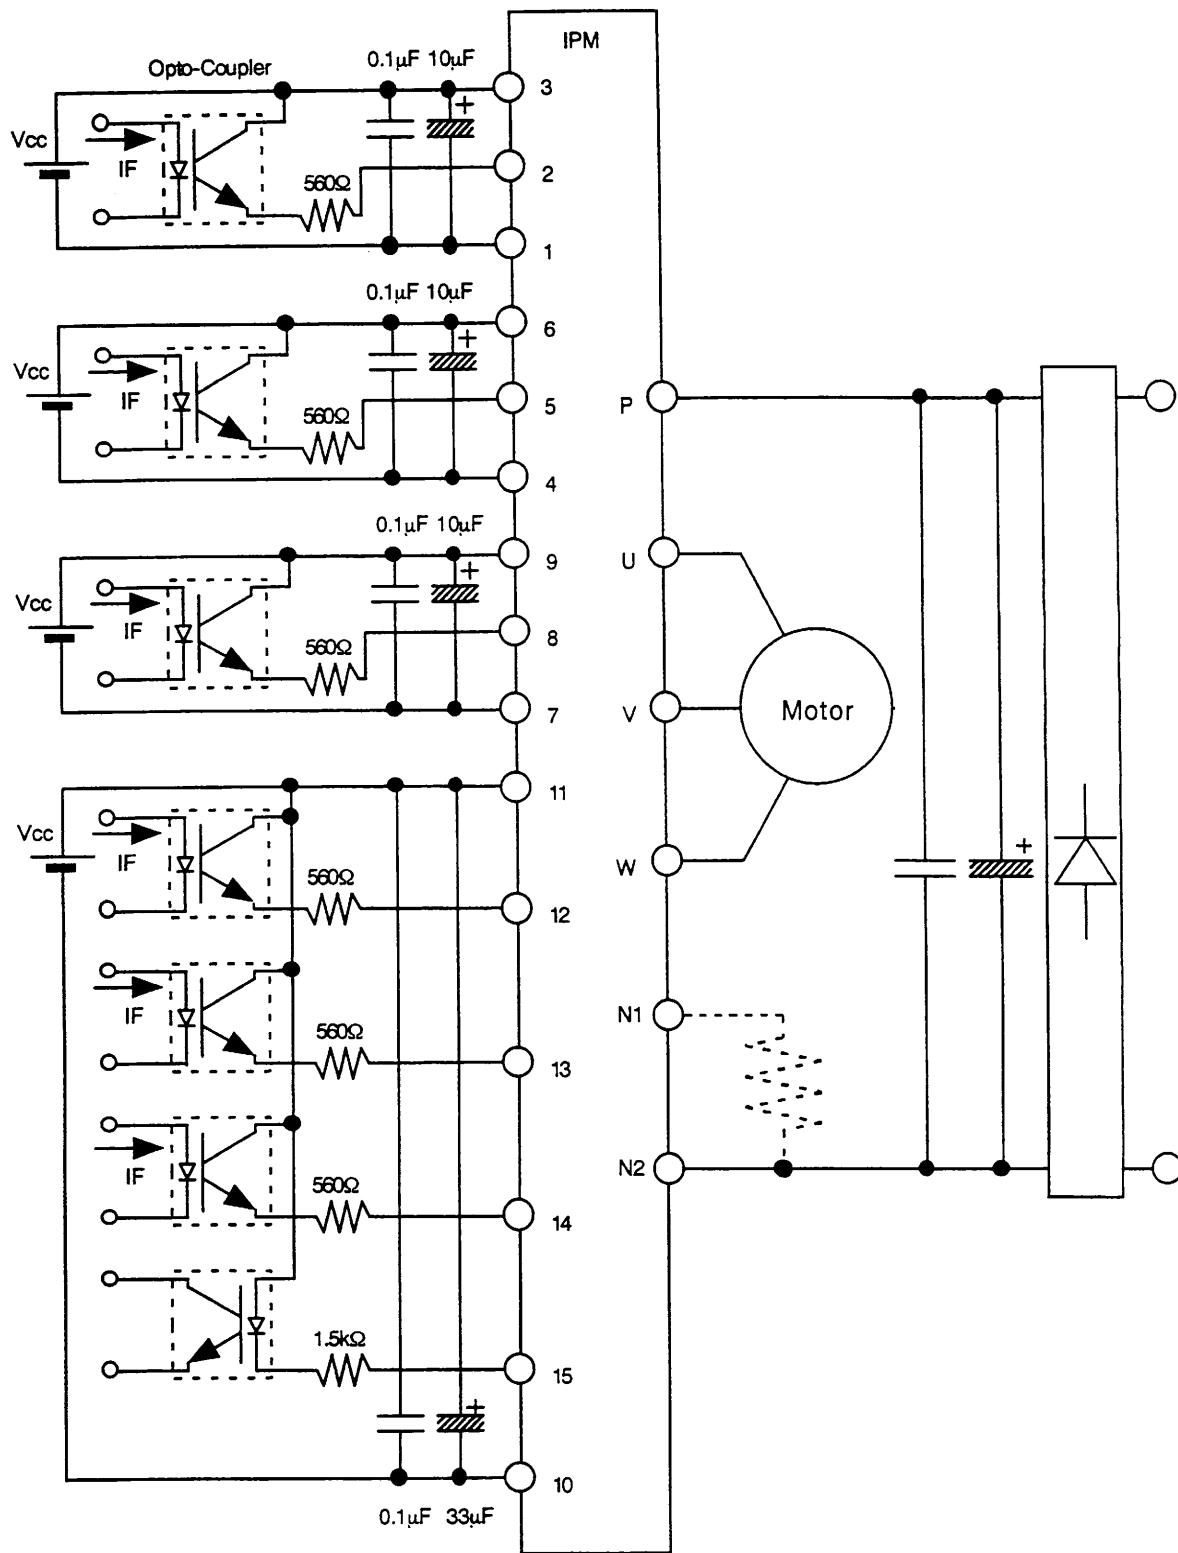 IPM
0.1µF 10µF
Opto-Coupler
+
3
Vcc
IF
2
560Ω
1
0.1µF 10µF
6
+
Vcc
IF
5
560Ω
4
P
0.1µF 10µF
9
+
Vcc
IF
8
560Ω
7
U
V
Motor
11
Vcc
IF
560Ω
12
W
+
IF
560Ω
13
N1
IF
560Ω
14
N2
1.5kΩ
15
+
10
0.1µF 33µF